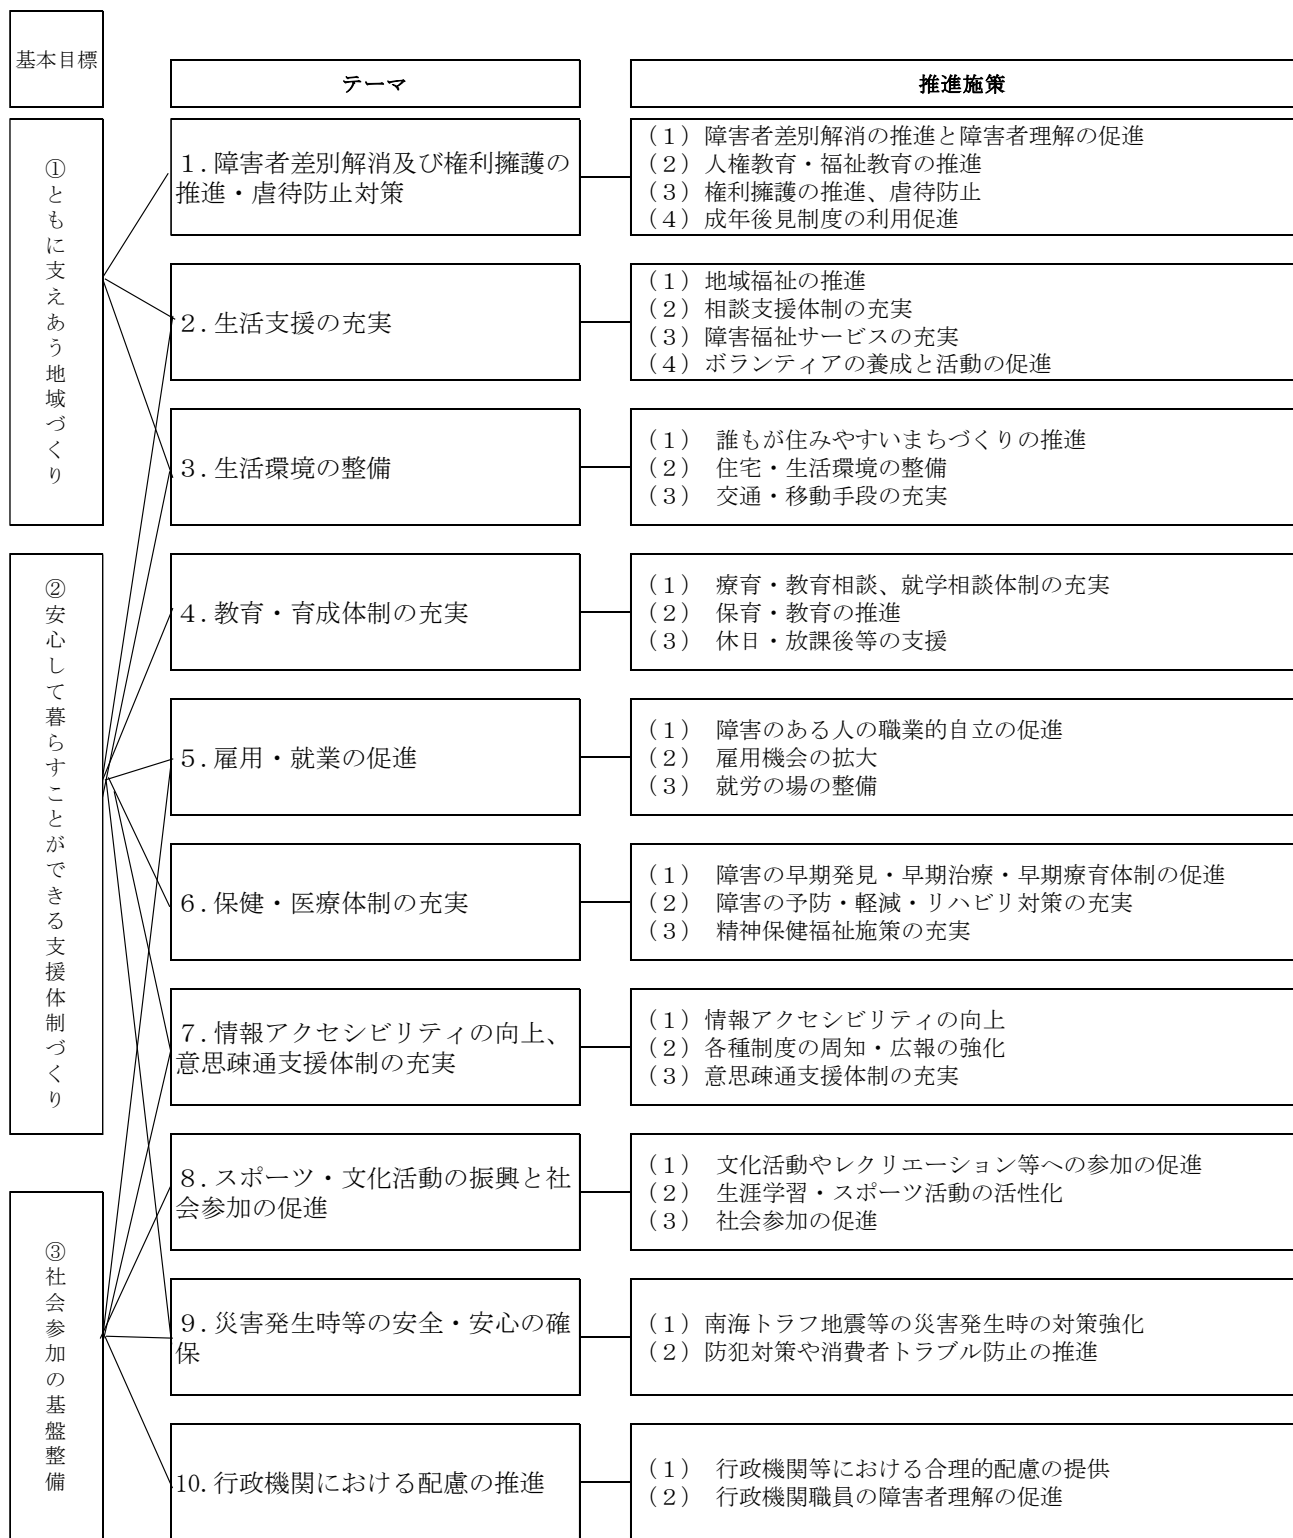 基本目標
テーマ
推進施策
①ともに支えあう地域づくり
１.障害者差別解消及び権利擁護の
推進・虐待防止対策
（１）障害者差別解消の推進と障害者理解の促進
（２）人権教育・福祉教育の推進
（３）権利擁護の推進、虐待防止
（４）成年後見制度の利用促進
２.生活支援の充実
（１）地域福祉の推進
（２）相談支援体制の充実
（３）障害福祉サービスの充実
（４）ボランティアの養成と活動の促進
３.生活環境の整備
（１） 誰もが住みやすいまちづくりの推進
（２） 住宅・生活環境の整備
（３） 交通・移動手段の充実
②安心して暮らすことができる支援体制づくり
４.教育・育成体制の充実
（１） 療育・教育相談、就学相談体制の充実
（２） 保育・教育の推進
（３） 休日・放課後等の支援
５.雇用・就業の促進
（１） 障害のある人の職業的自立の促進
（２） 雇用機会の拡大
（３） 就労の場の整備
６.保健・医療体制の充実
（１） 障害の早期発見・早期治療・早期療育体制の促進
（２） 障害の予防・軽減・リハビリ対策の充実
（３） 精神保健福祉施策の充実
７.情報アクセシビリティの向上、
意思疎通支援体制の充実
（１）情報アクセシビリティの向上
（２）各種制度の周知・広報の強化
（３）意思疎通支援体制の充実
③社会参加の基盤整備
８.スポーツ・文化活動の振興と社
会参加の促進
（１） 文化活動やレクリエーション等への参加の促進
（２） 生涯学習・スポーツ活動の活性化
（３） 社会参加の促進
９.災害発生時等の安全・安心の確
保
（１）南海トラフ地震等の災害発生時の対策強化
（２）防犯対策や消費者トラブル防止の推進
10.行政機関における配慮の推進
（１） 行政機関等における合理的配慮の提供
（２） 行政機関職員の障害者理解の促進